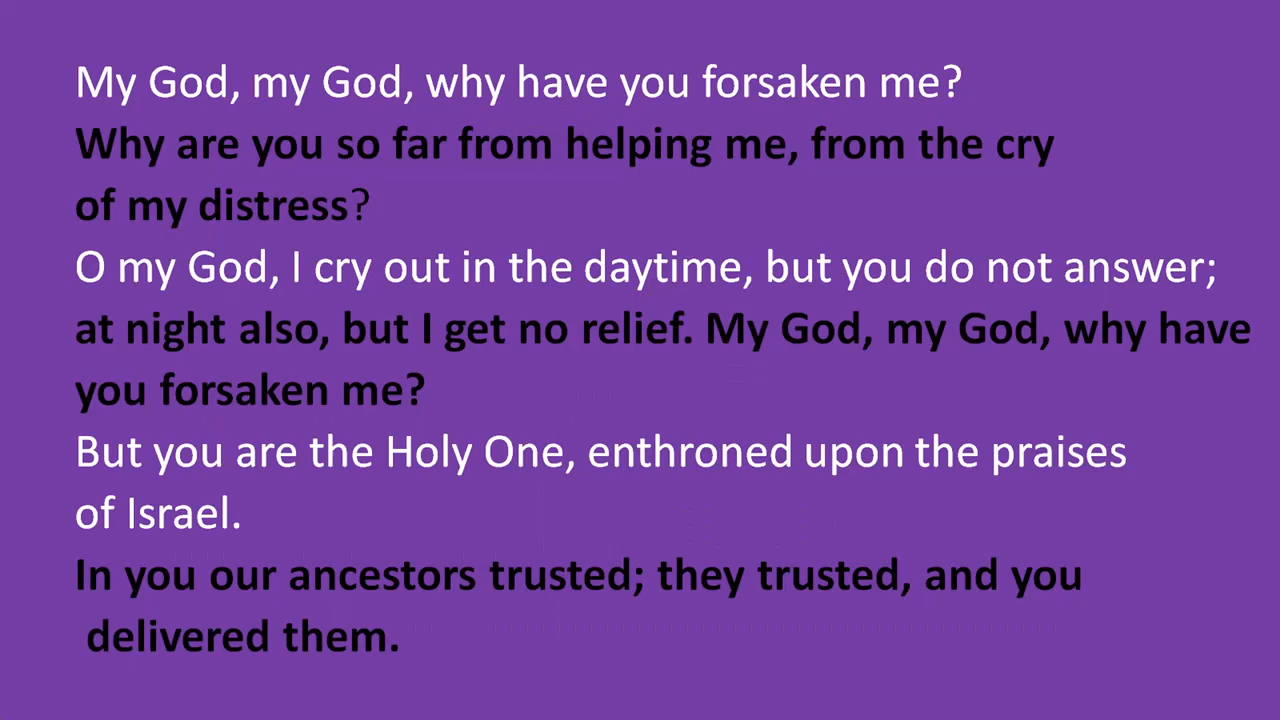 My God, my God, why have you forsaken me?
Why are you so far from helping me, from the cry
of my distress?
O my God, I cry out in the daytime, but you do not answer;
at night also, but I get no relief. My God, my God, why have
you forsaken me?
But you are the Holy One, enthroned upon the praises
of Israel.
In you our ancestors trusted; they trusted, and you
delivered them.